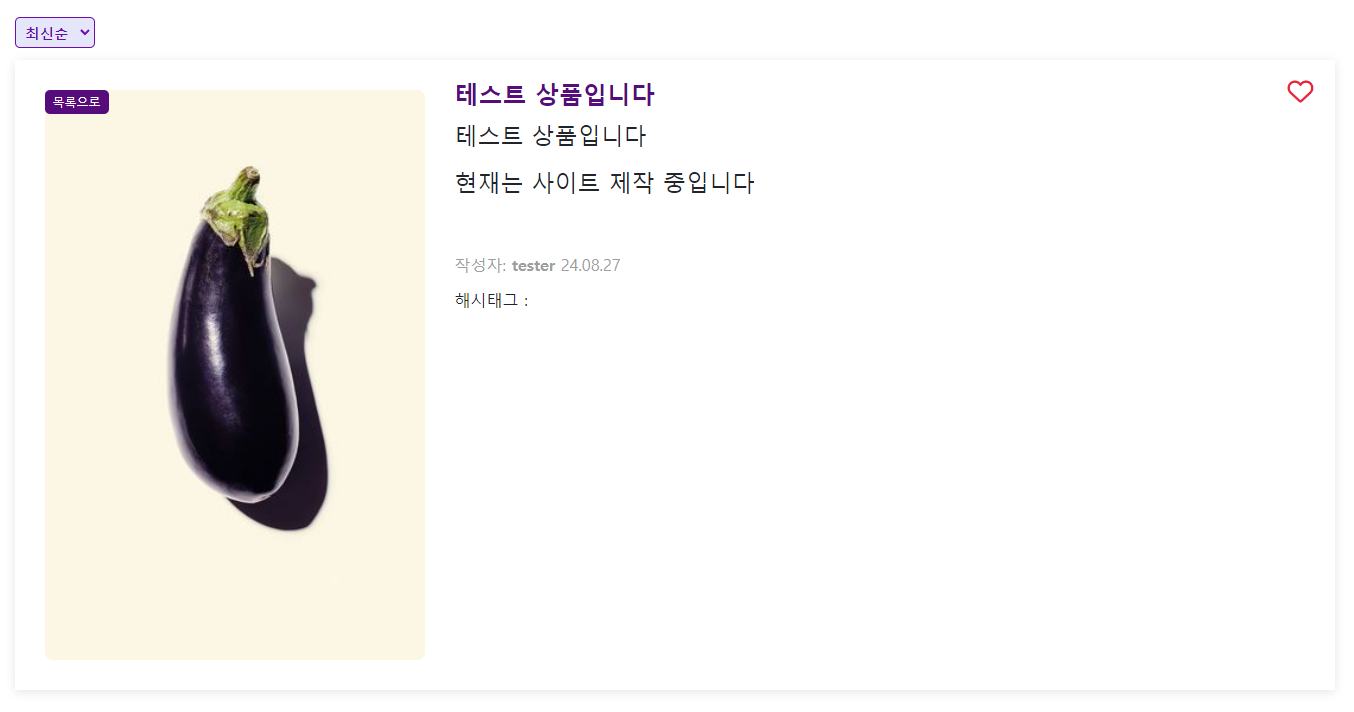 최신순
목록으로
테스트 상품입니다
테스트 상품입니다
현재는 사이트 제작 중입니다
작성자: tester 24.08.27
해시태그 :